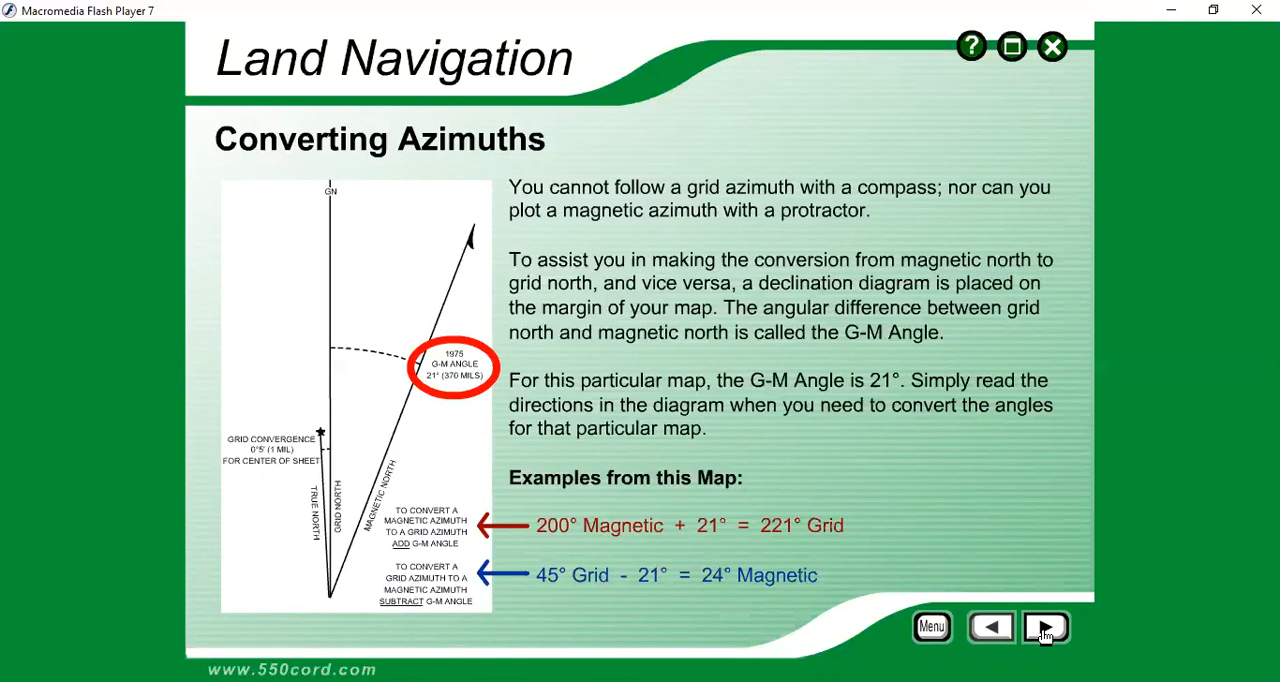 Macromedia Flash Player 7
Land Navigation
?
Converting Azimuths
GN
1975
G-M ANGLE
21° (370 MILS)
GRID CONVERGENCE
0°5' (1 MIL)
FOR CENTER OF SHEET
TRUE NORTH
GRID NORTH
MAGNETIC NORTH
TO CONVERT A
MAGNETIC AZIMUTH
TO A GRID AZIMUTH
ADD G-M ANGLE
TO CONVERT A
GRID AZIMUTH TO A
MAGNETIC AZIMUTH
SUBTRACT G-M ANGLE
You cannot follow a grid azimuth with a compass; nor can you
plot a magnetic azimuth with a protractor.
To assist you in making the conversion from magnetic north to
grid north, and vice versa, a declination diagram is placed on
the margin of your map. The angular difference between grid
north and magnetic north is called the G-M Angle.
For this particular map, the G-M Angle is 21°. Simply read the
directions in the diagram when you need to convert the angles
for that particular map.
Examples from this Map:
200° Magnetic + 21° = 221° Grid
45° Grid - 21° = 24° Magnetic
Menu
www.550cord.com